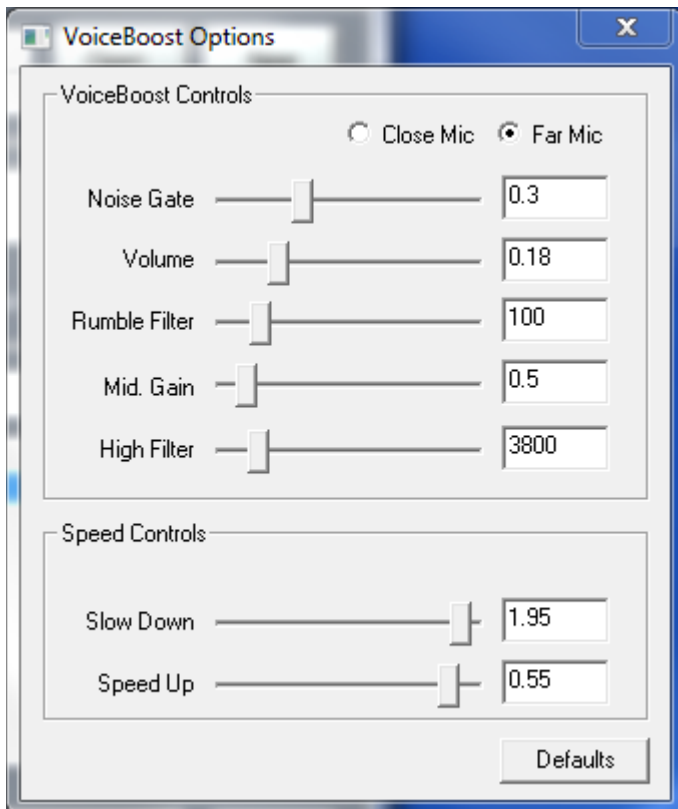 VoiceBoost Options
x
VoiceBoost Controls
Close Mic Far Mic
Noise Gate 0.3
Volume 0.18
Rumble Filter 100
Mid. Gain 0.5
High Filter 3800
Speed Controls
Slow Down 1.95
Speed Up 0.55
Defaults